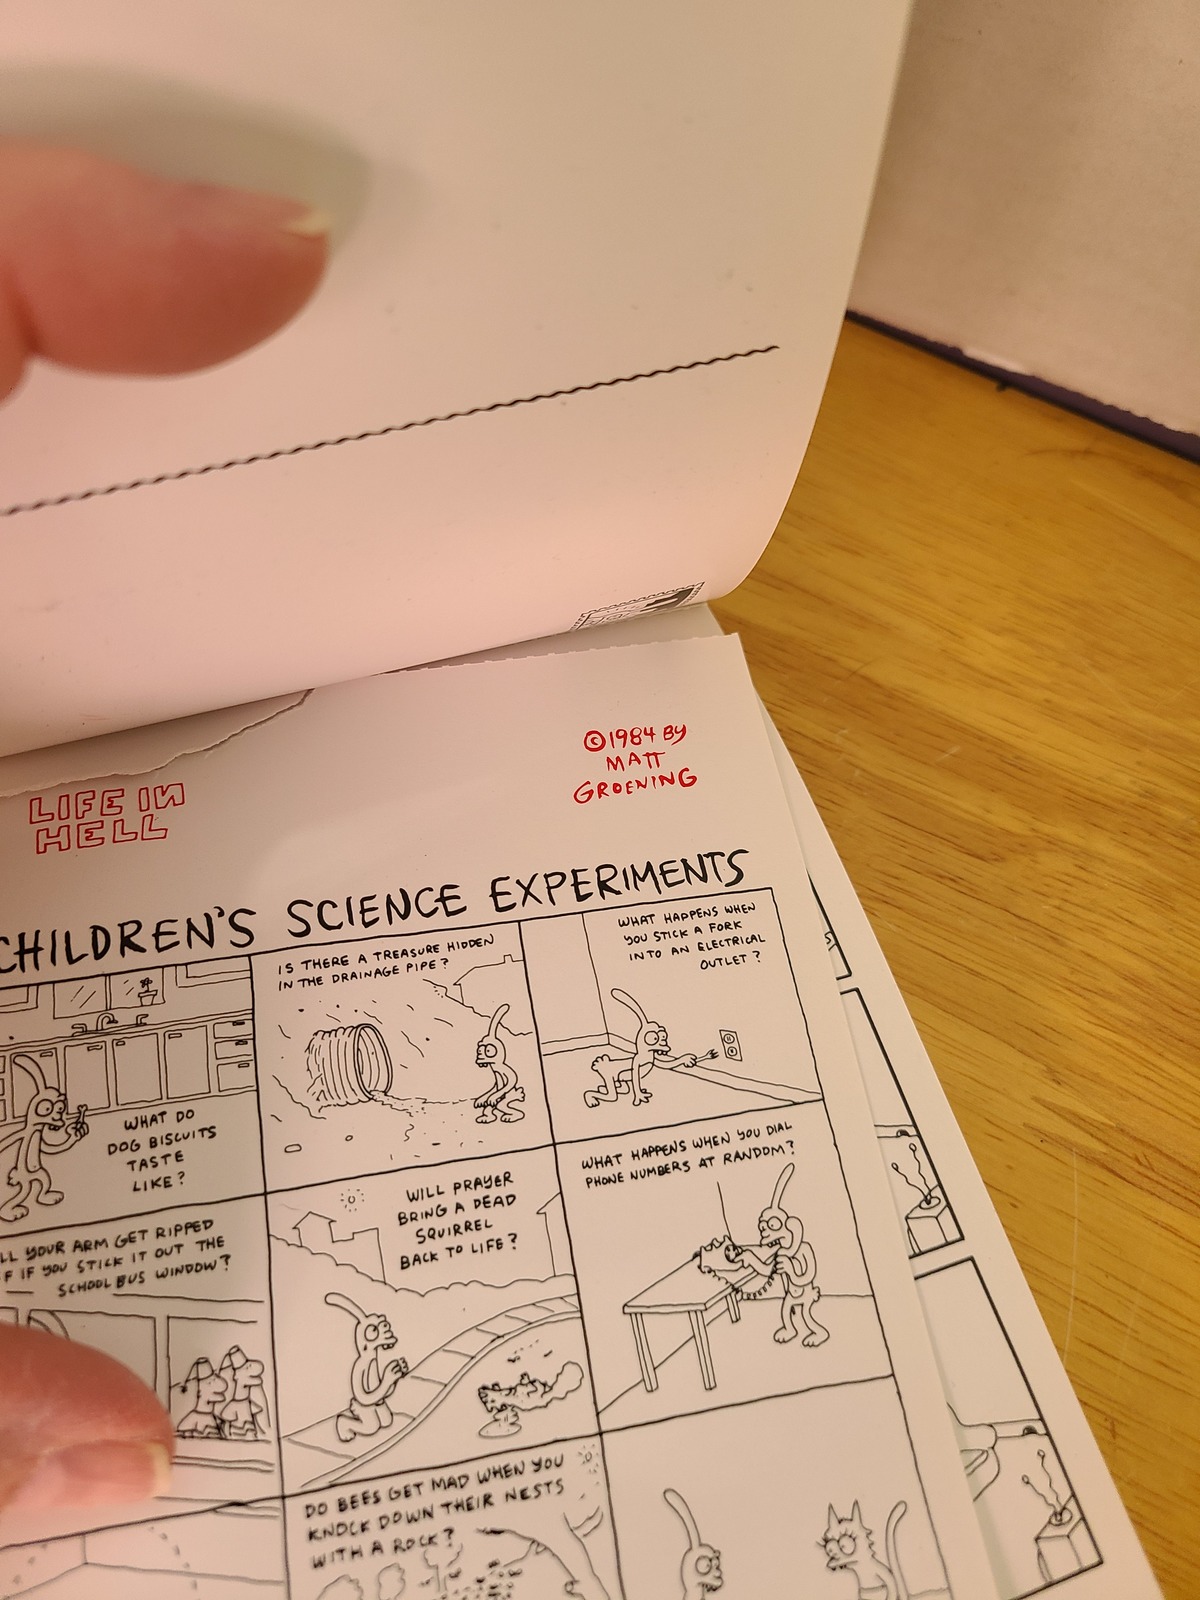 LIFE IN
HELL
©1984 BY
MATT
GROENING
CHILDREN'S SCIENCE EXPERIMENTS
WHAT DO
DOG BISCUITS
TASTE
LIKE?
IS THERE A TREASURE HIDDEN
IN THE DRAINAGE PIPE?
WHAT HAPPENS WHEN
YOU STICK A FORK
INTO AN ELECTRICAL
OUTLET?
YOUR ARM GET RIPPED
IF YOU STICK IT OUT THE
SCHOOL BUS WINDOW?
WILL PRAYER
BRING A DEAD
SQUIRREL
BACK TO LIFE?
WHAT HAPPENS WHEN YOU DIAL
PHONE NUMBERS AT RANDOM?
DO BEES GET MAD WHEN YOU
KNOCK DOWN THEIR NESTS
WITH A ROCK?